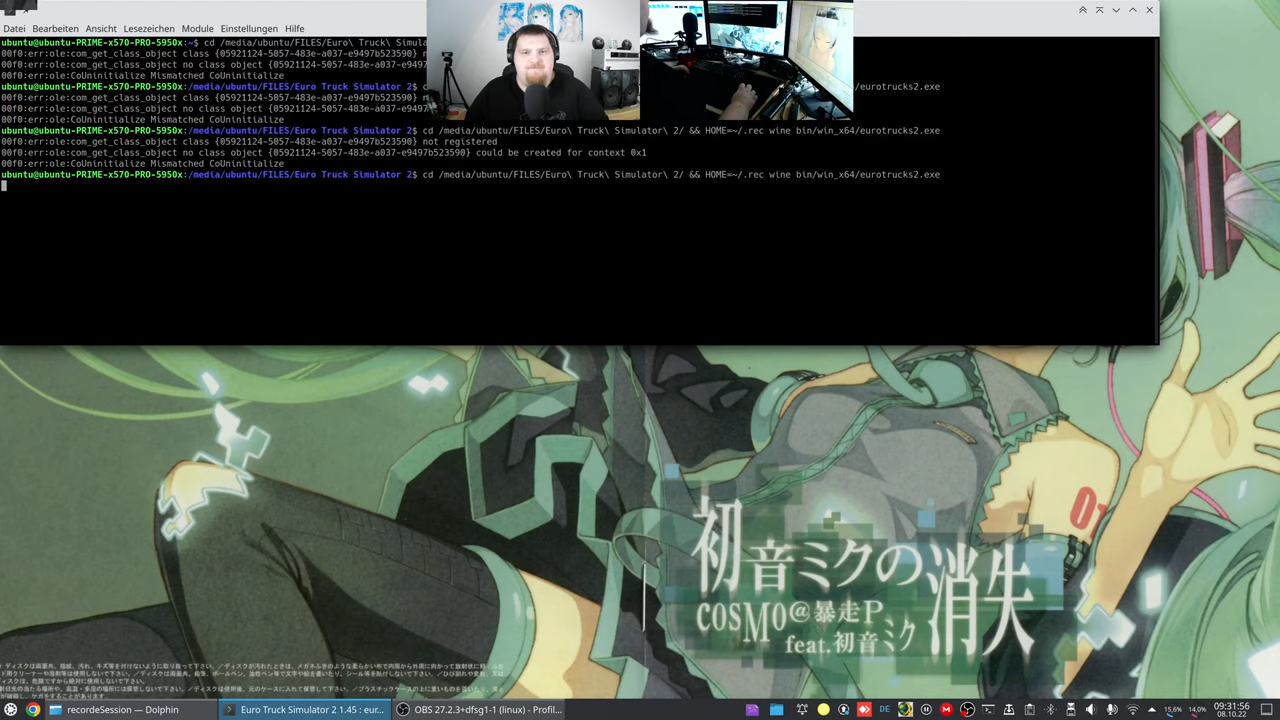 Datei Bearbeiten Ansicht Lesezeichen Module Einstellungen Hilfe
ubuntu@ubuntu-PRIME-x570-PRO-5950x:~$ cd /media/ubuntu/FILES/Euro\ Truck\ Simula
00f0:err:ole:com_get_class_object class {05921124-5057-483e-a037-e9497b523590} n
00f0:err:ole:com_get_class_object no class object {05921124-5057-483e-a037-e9497
00f0:err:ole:CoUninitialize Mismatched CoUninitialize
ubuntu@ubuntu-PRIME-x570-PRO-5950x:/media/ubuntu/FILES/Euro Truck Simulator 2$ c /eurotrucks2.exe
00f0:err:ole:com_get_class_object class {05921124-5057-483e-a037-e9497b523590} n
00f0:err:ole:com_get_class_object no class object {05921124-5057-483e-a037-e9497
00f0:err:ole:CoUninitialize Mismatched CoUninitialize
ubuntu@ubuntu-PRIME-x570-PRO-5950x:/media/ubuntu/FILES/Euro Truck Simulator 2$ cd /media/ubuntu/FILES/Euro\ Truck\ Simulator\ 2/ && HOME=~/.rec wine bin/win_x64/eurotrucks2.exe
00f0:err:ole:com_get_class_object class {05921124-5057-483e-a037-e9497b523590} not registered
00f0:err:ole:com_get_class_object no class object {05921124-5057-483e-a037-e9497b523590} could be created for context 0x1
00f0:err:ole:CoUninitialize Mismatched CoUninitialize
ubuntu@ubuntu-PRIME-x570-PRO-5950x:/media/ubuntu/FILES/Euro Truck Simulator 2$ cd /media/ubuntu/FILES/Euro\ Truck\ Simulator\ 2/ && HOME=~/.rec wine bin/win_x64/eurotrucks2.exe
01
初音ミクの消失
COSMO@暴走P
feat.初音ミク
recordeSession — Dolphin
Euro Truck Simulator 2 1.45 : eur...
OBS 27.2.3+dfsg1-1 (linux) - Profil...
DE
15,6%
14,0%
09:31:56
08.10.22